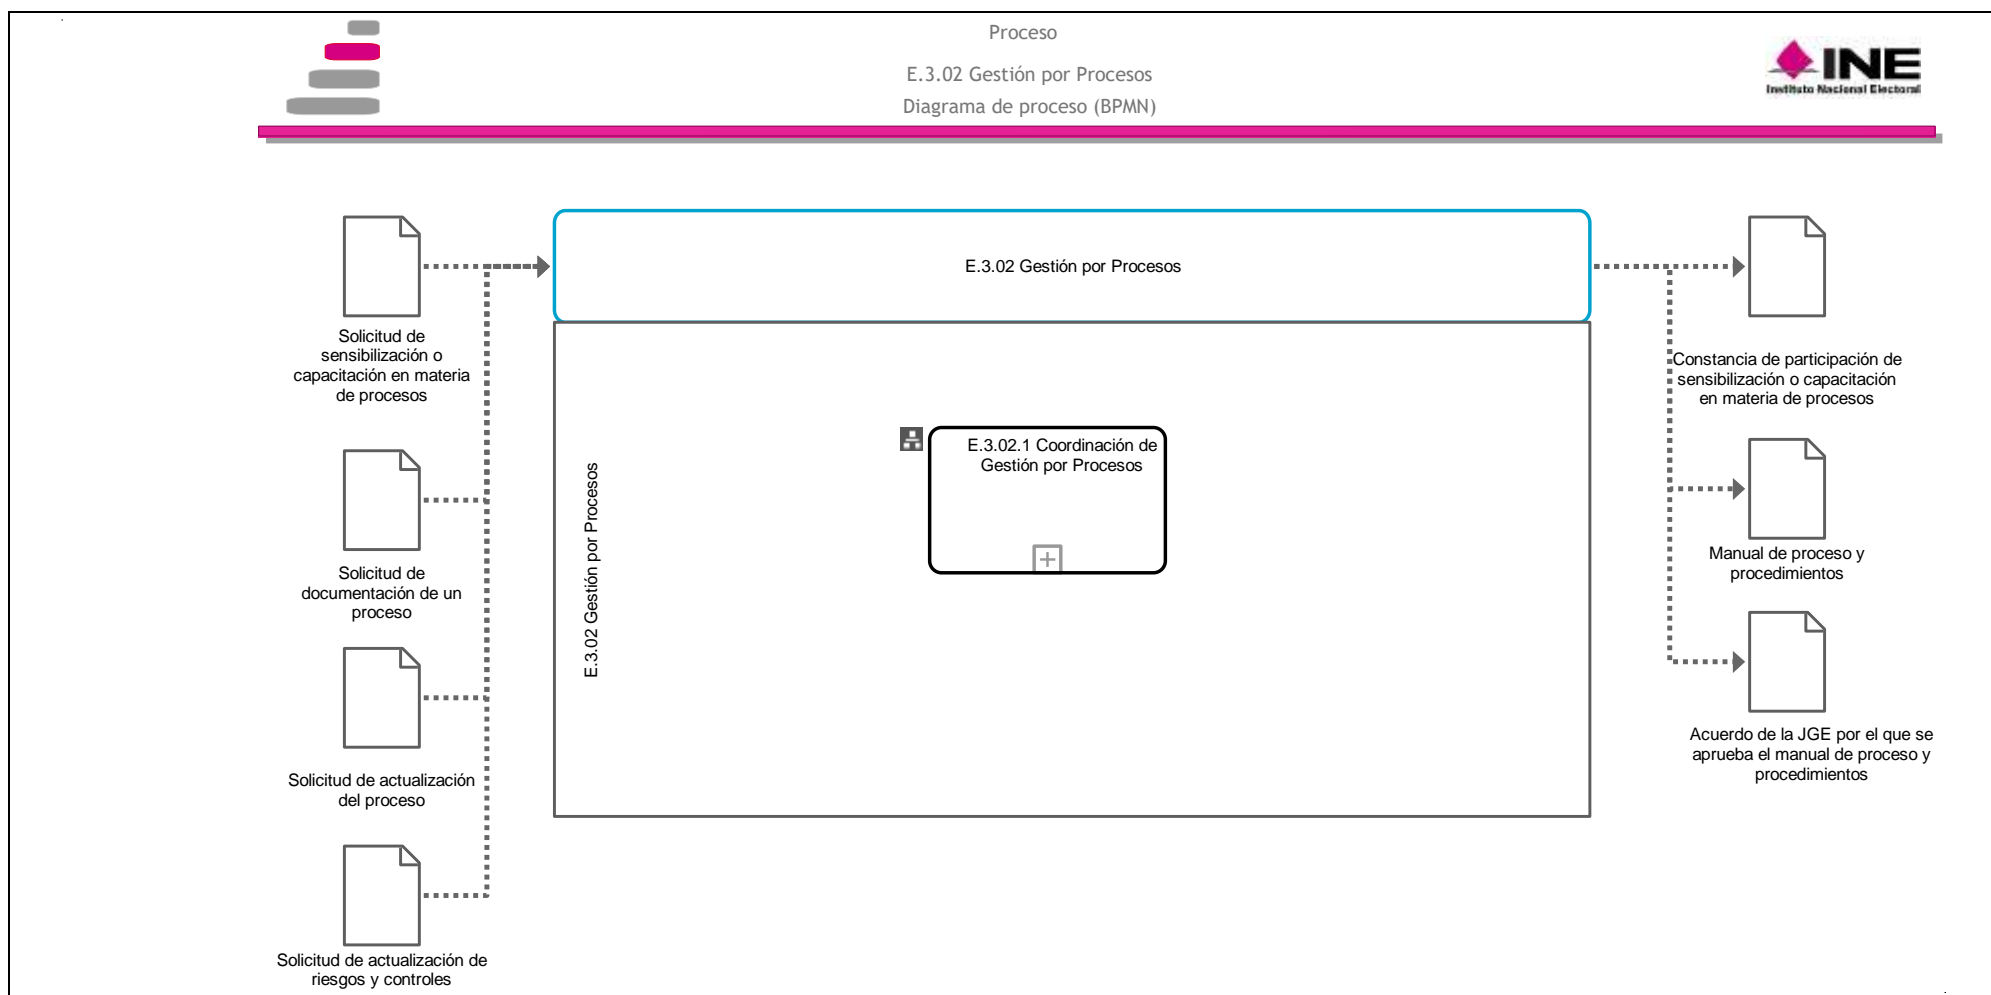 Proceso
E.3.02 Gestión por Procesos
Diagrama de proceso (BPMN)
INE
Instituto Nacional Electoral
Solicitud de
sensibilización o
capacitación en materia
de procesos
Solicitud de
documentación de un
proceso
Solicitud de actualización
del proceso
Solicitud de actualización de
riesgos y controles
E.3.02 Gestión por Procesos
E.3.02 Gestión por Procesos
E.3.02.1 Coordinación de
Gestión por Procesos
Constancia de participación de
sensibilización o capacitación
en materia de procesos
Manual de proceso y
procedimientos
Acuerdo de la JGE por el que se
aprueba el manual de proceso y
procedimientos